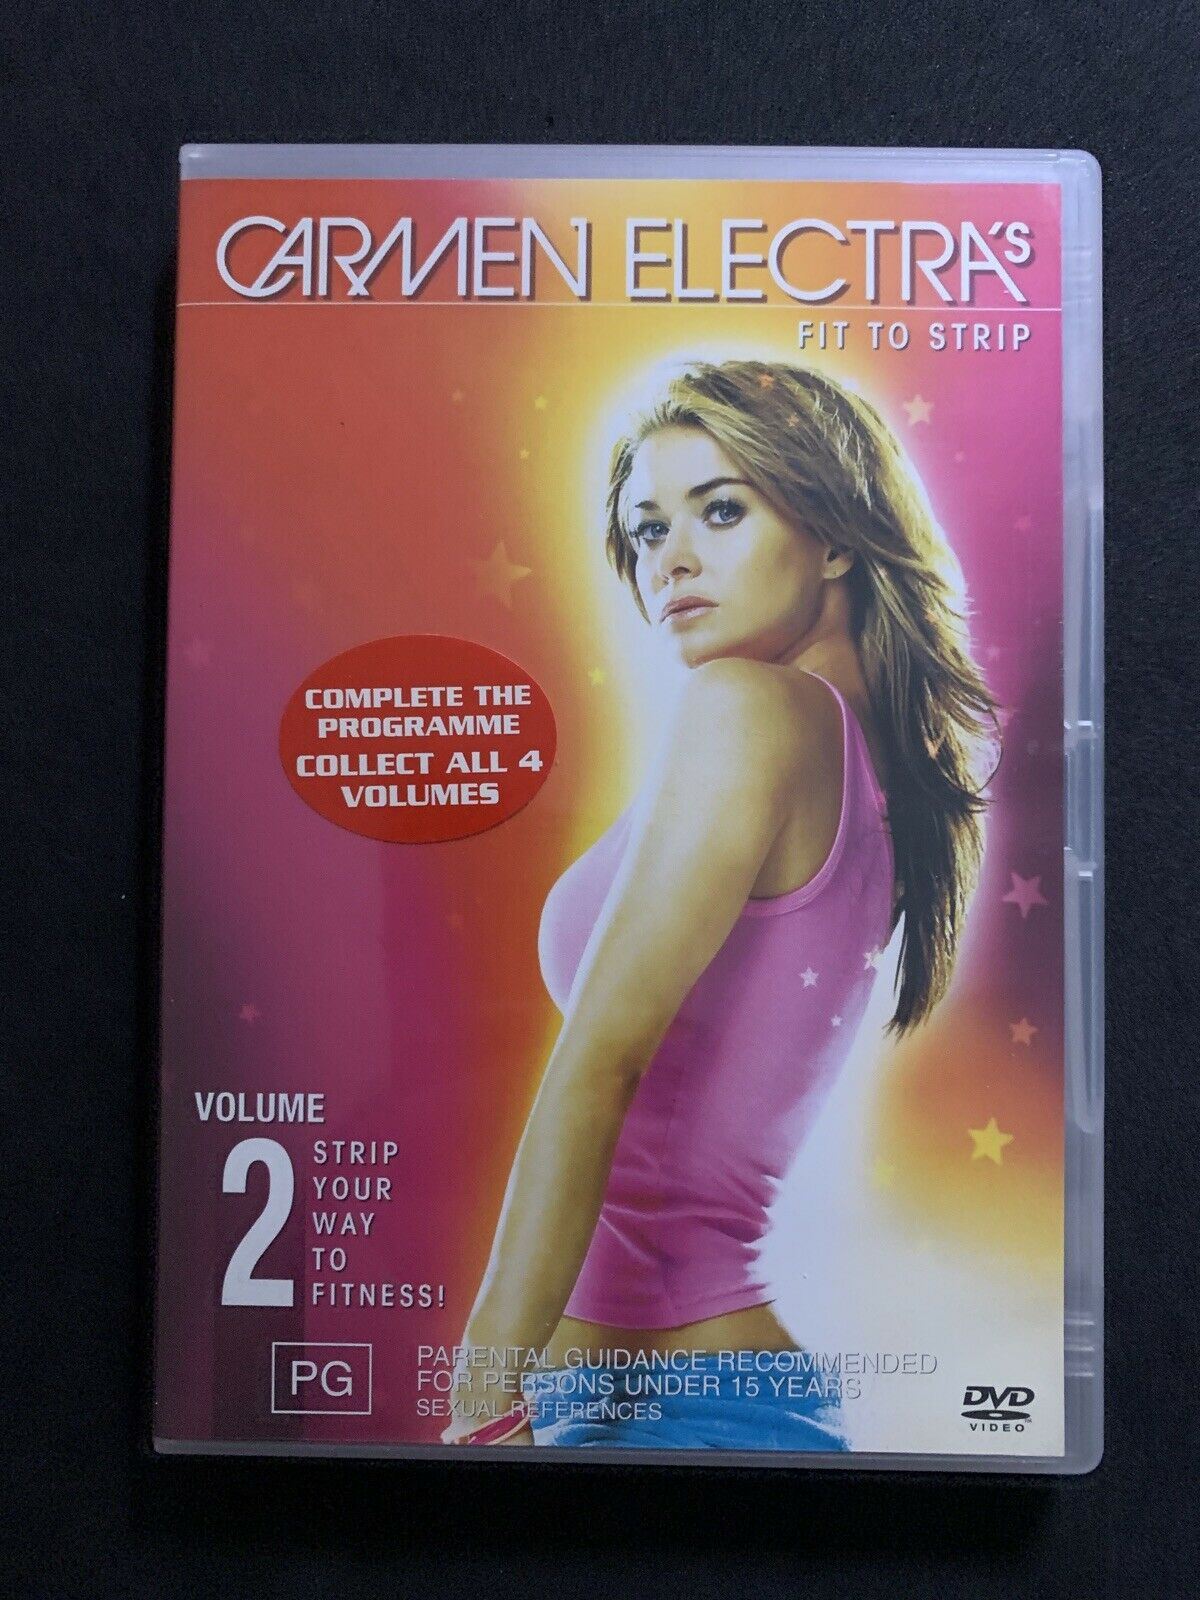 CARMEN ELECTRA'S
FIT TO STRIP
COMPLETE THE
PROGRAMME
COLLECT ALL 4
VOLUMES
VOLUME
2
STRIP
YOUR
WAY
TO
FITNESS!
PG
PARENTAL GUIDANCE RECOMMENDED
FOR PERSONS UNDER 15 YEARS
SEXUAL REFERENCES
DVD
VIDEO